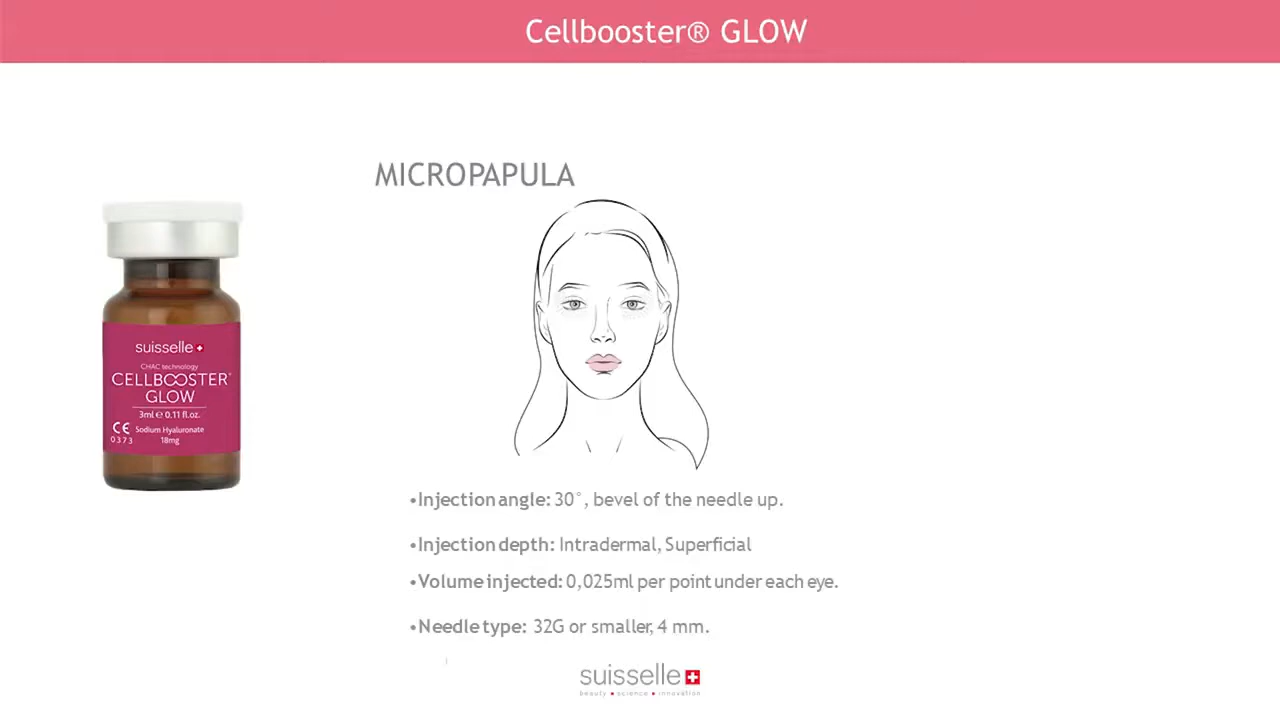 Cellbooster® GLOW
MICROPAPULA
suisselle
CHAC technology
CELLBOOSTER®
GLOW
3ml ℮ 0.11 fl.oz.
CE Sodium Hyaluronate
0373 18mg
•Injection angle: 30°, bevel of the needle up.
•Injection depth: Intradermal, Superficial
•Volume injected: 0,025ml per point under each eye.
•Needle type: 32G or smaller, 4 mm.
suisselle
beauty • science • innovation